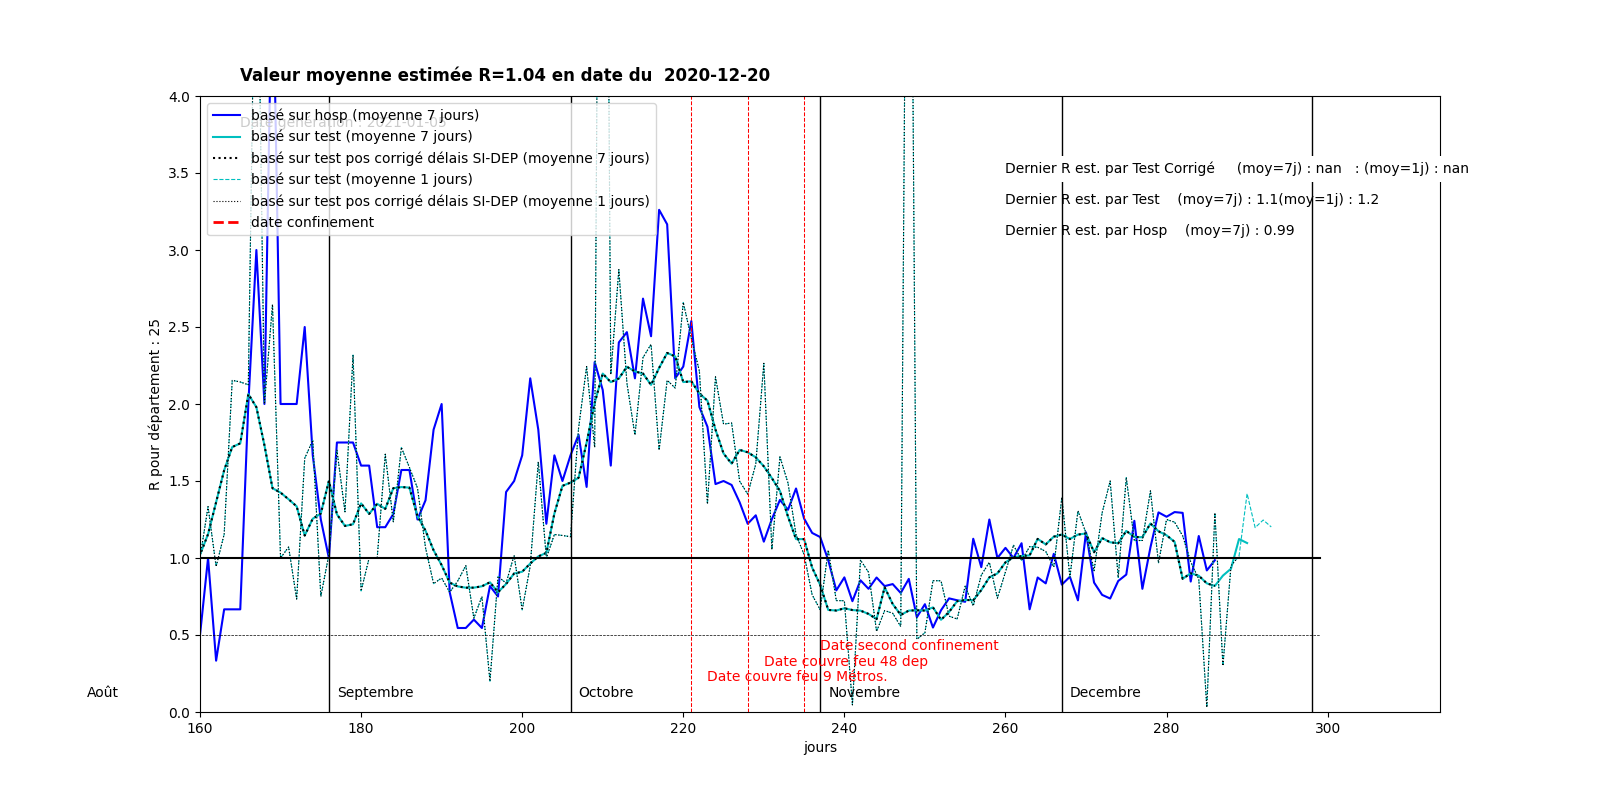 Valeur moyenne estimée R=1.04 en date du  2020-12-20
Date génération : 2021-01-05
basé sur hosp (moyenne 7 jours)
basé sur test (moyenne 7 jours)
basé sur test pos corrigé délais SI-DEP (moyenne 7 jours)
basé sur test (moyenne 1 jours)
basé sur test pos corrigé délais SI-DEP (moyenne 1 jours)
date confinement
Dernier R est. par Test Corrigé     (moy=7j) : nan   : (moy=1j) : nan
Dernier R est. par Test    (moy=7j) : 1.1(moy=1j) : 1.2
Dernier R est. par Hosp    (moy=7j) : 0.99
R pour département : 25
4.0
3.5
3.0
2.5
2.0
1.5
1.0
0.5
0.0
Date second confinement
Date couvre feu 48 dep
Date couvre feu 9 Métros.
Août
Septembre
Octobre
Novembre
Decembre
160
180
200
220
240
260
280
300
jours